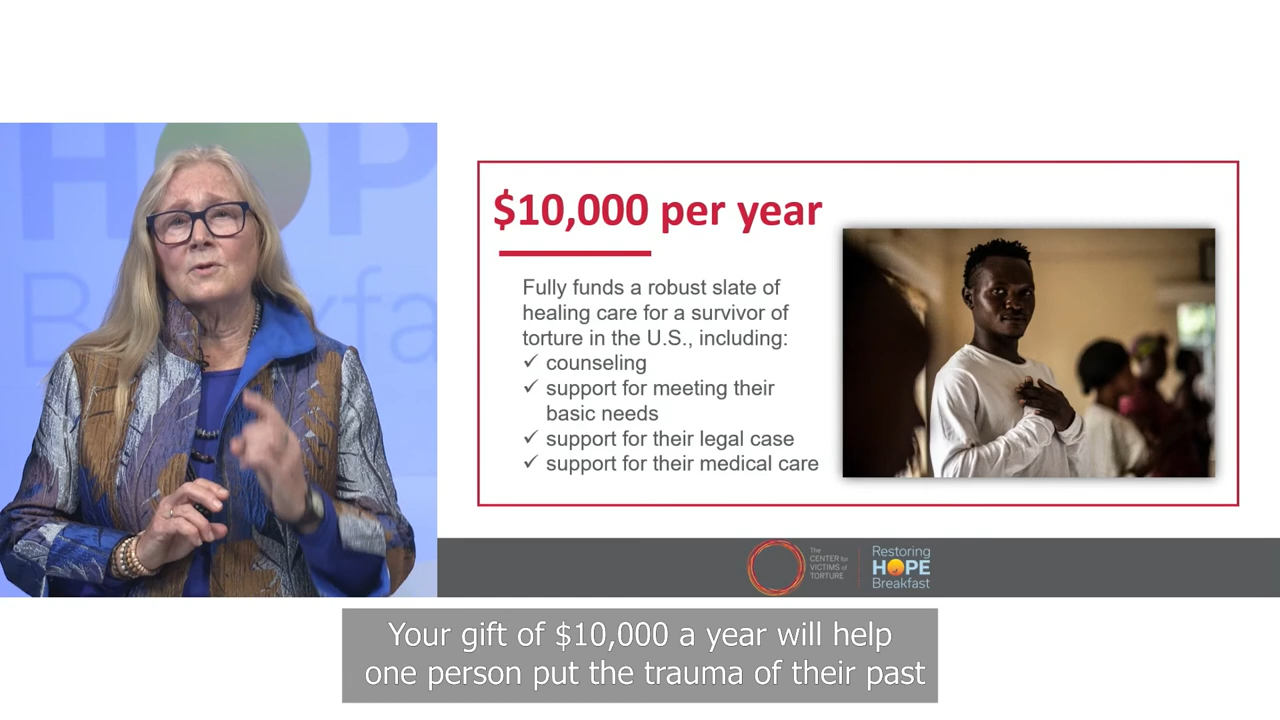 HOP
B
kfa
$10,000 per year
Fully funds a robust slate of
healing care for a survivor of
torture in the U.S., including:
✓ counseling
✓ support for meeting their
basic needs
✓ support for their legal case
✓ support for their medical care
The
CENTER for
VICTIMS of
TORTURE
Restoring
HOPE
Breakfast
Your gift of $10,000 a year will help
one person put the trauma of their past